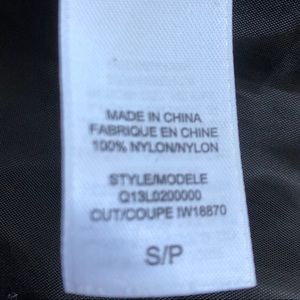 MADE IN CHINA
FABRIQUE EN CHINE
100% NYLON/NYLON
STYLE/MODELE
Q13L0200000
CUT/COUPE IW18870
S/P